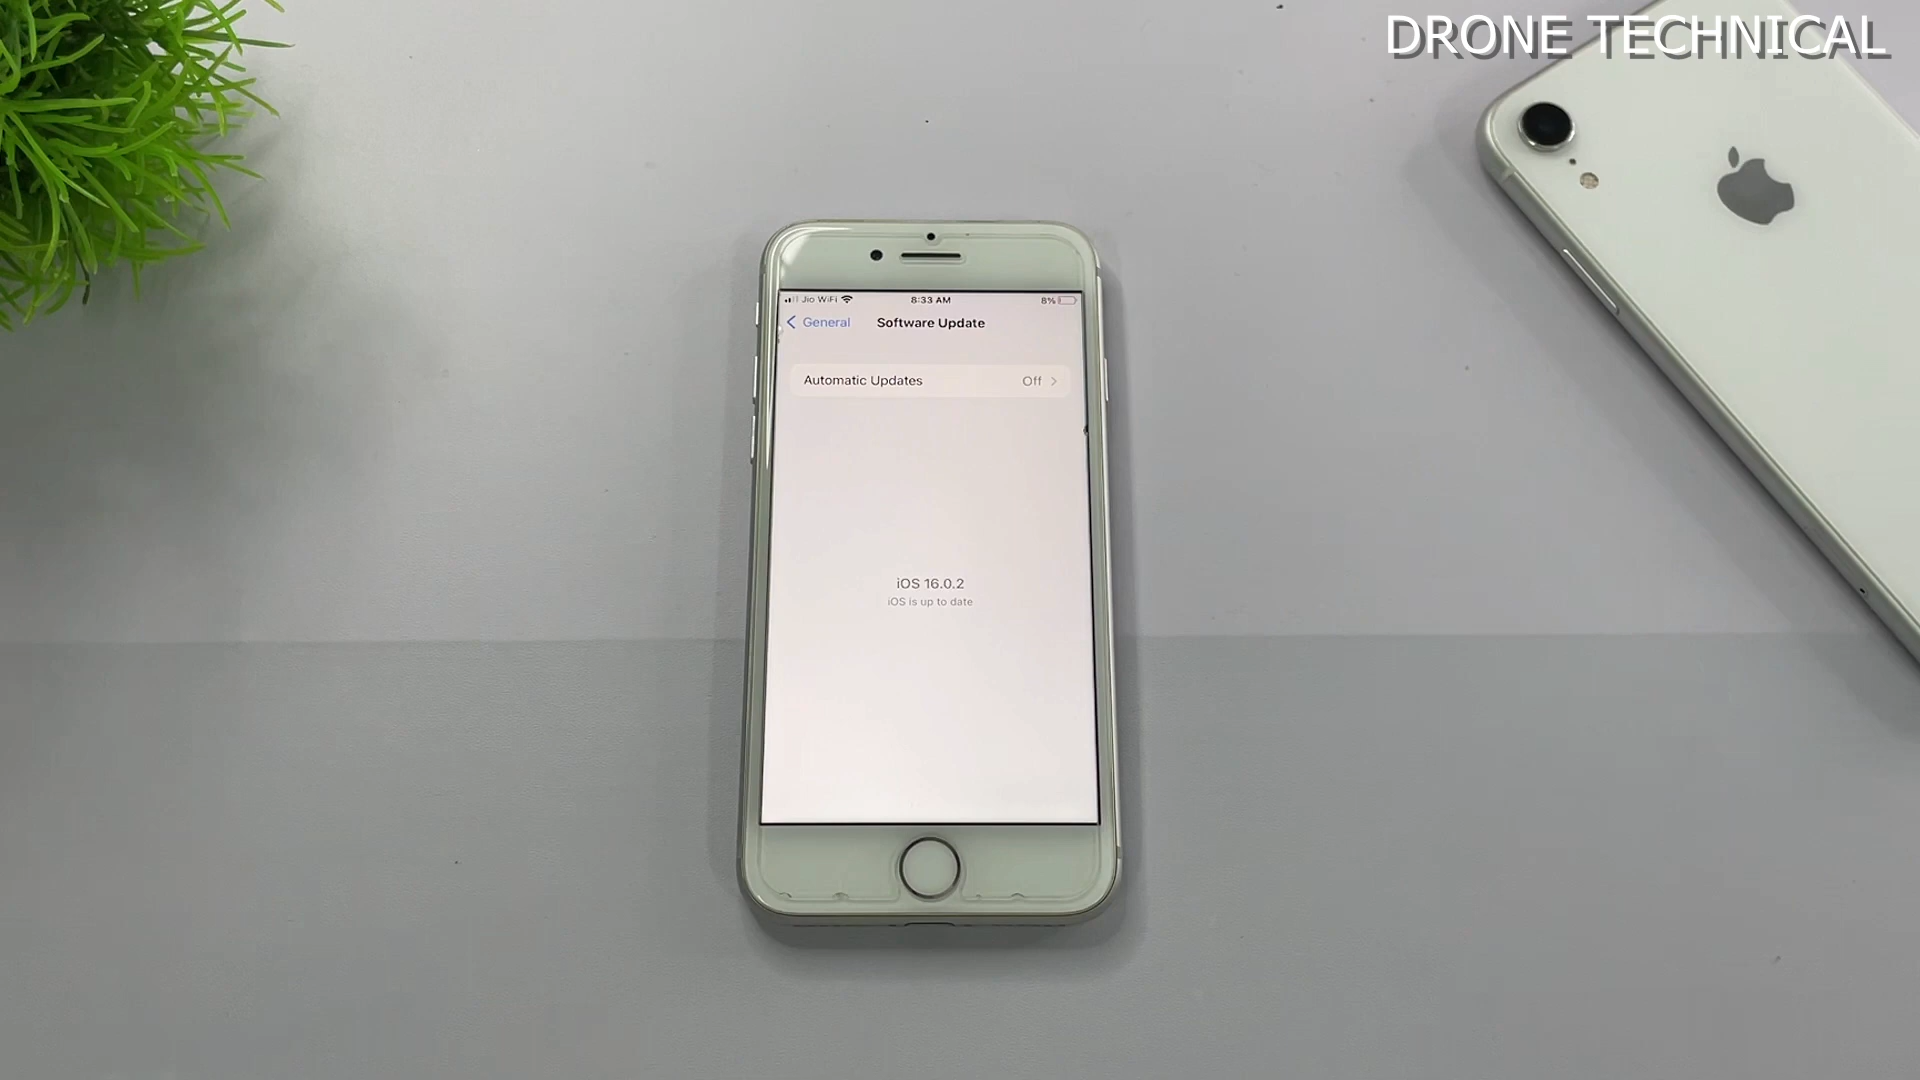 DRONE TECHNICAL
Jio WiFi 8:33 AM 8%
General Software Update
Automatic Updates Off
iOS 16.0.2
iOS is up to date